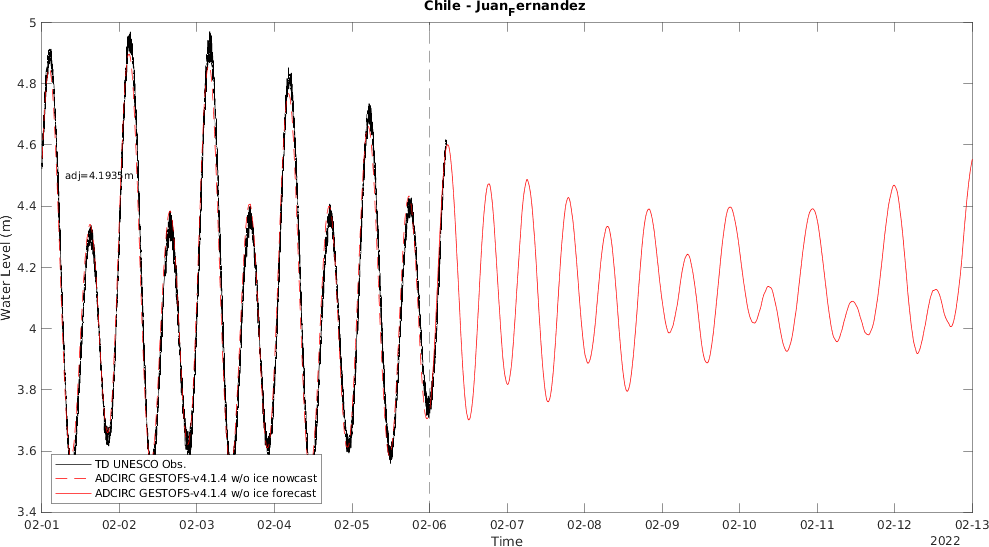 Chile - JuanFernandez
5
4.8
4.6
4.4
4.2
4
3.8
3.6
3.4
Water Level (m)
adj=4.1935m
TD UNESCO Obs.
ADCIRC GESTOFS-v4.1.4 w/o ice nowcast
ADCIRC GESTOFS-v4.1.4 w/o ice forecast
02-01 02-02 02-03 02-04 02-05 02-06 02-07 02-08 02-09 02-10 02-11 02-12 02-13
Time
2022